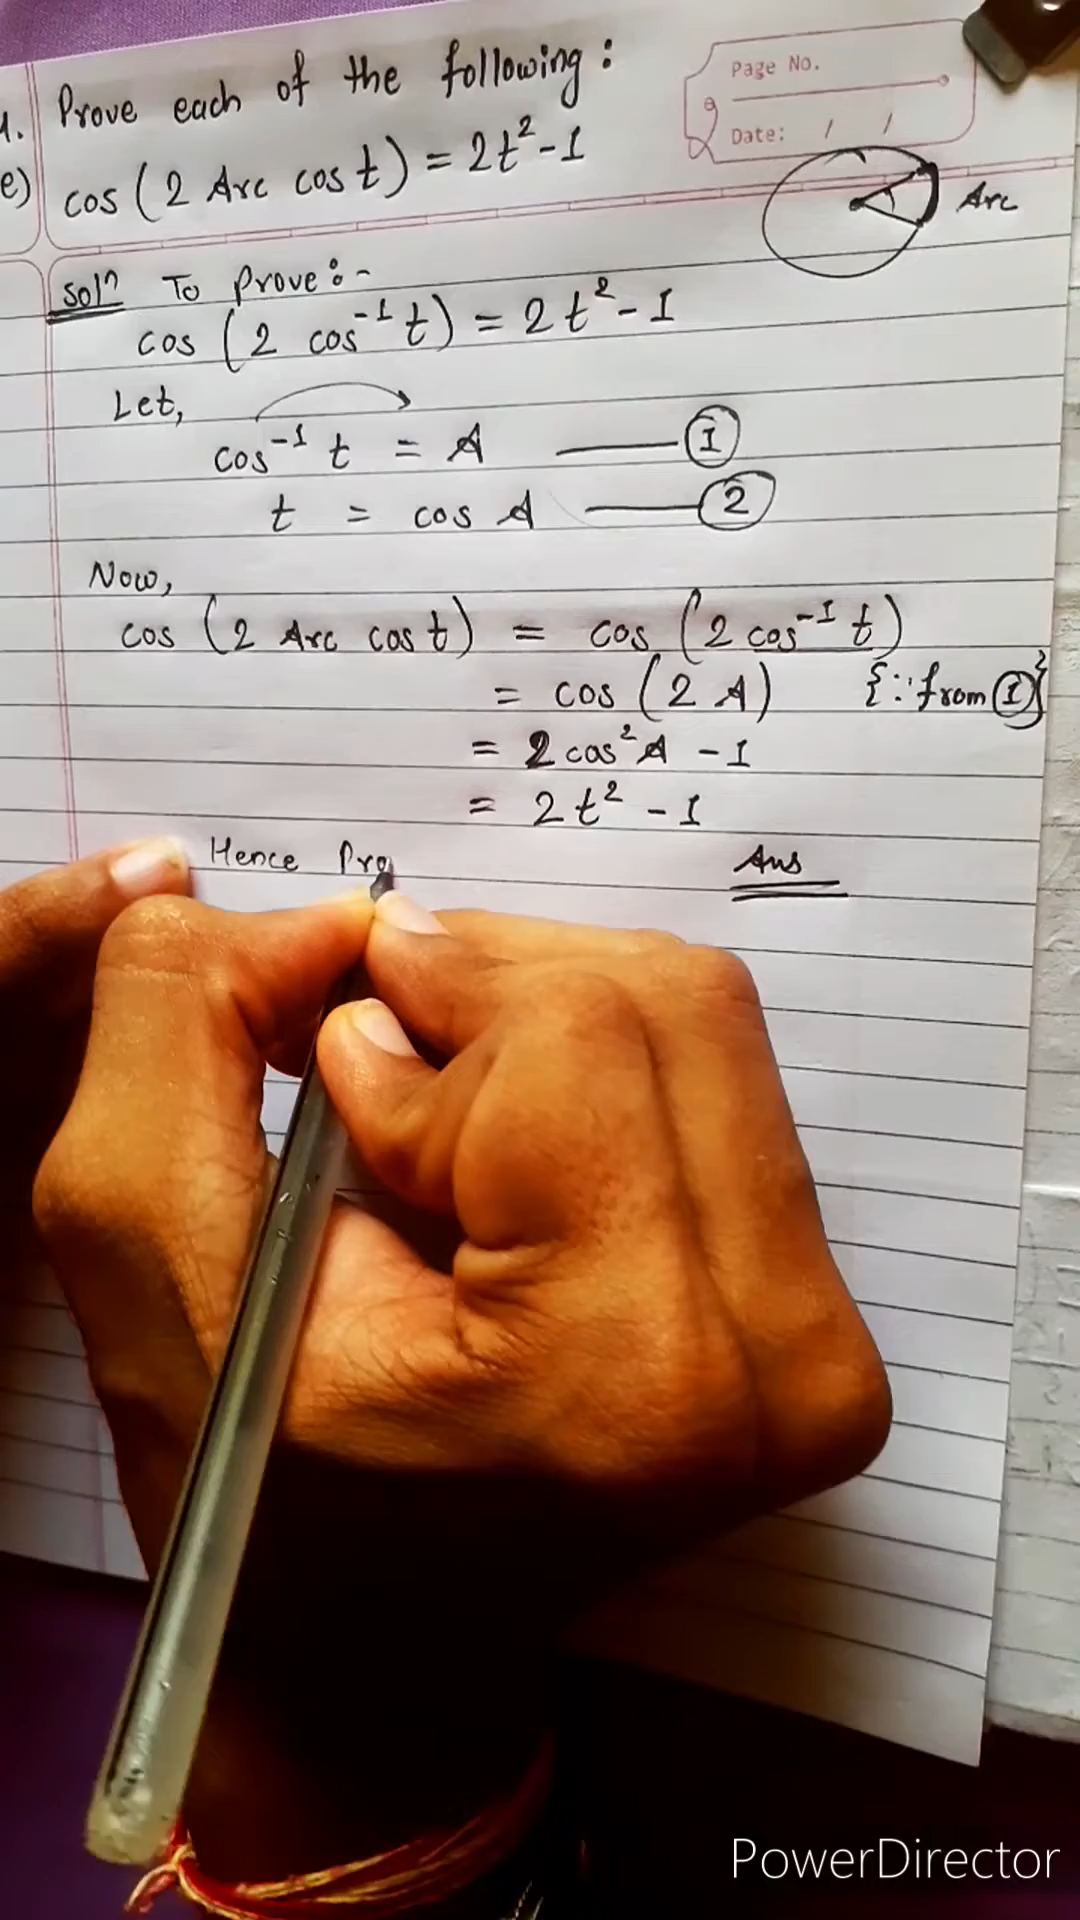 1. Prove each of the following:
Page No.
Date: / /
e) cos (2 Arc cos t) = 2t² - 1
Arc
Solⁿ To Prove:-
cos (2 cos⁻¹ t) = 2t² - 1
Let,
cos⁻¹ t = A —— ①
t = cos A —— ②
Now,
cos (2 Arc cos t) = cos (2 cos⁻¹ t)
= cos (2 A) {∵ from ①}
= 2 cos² A - 1
= 2t² - 1
Hence Pro Ans
PowerDirector